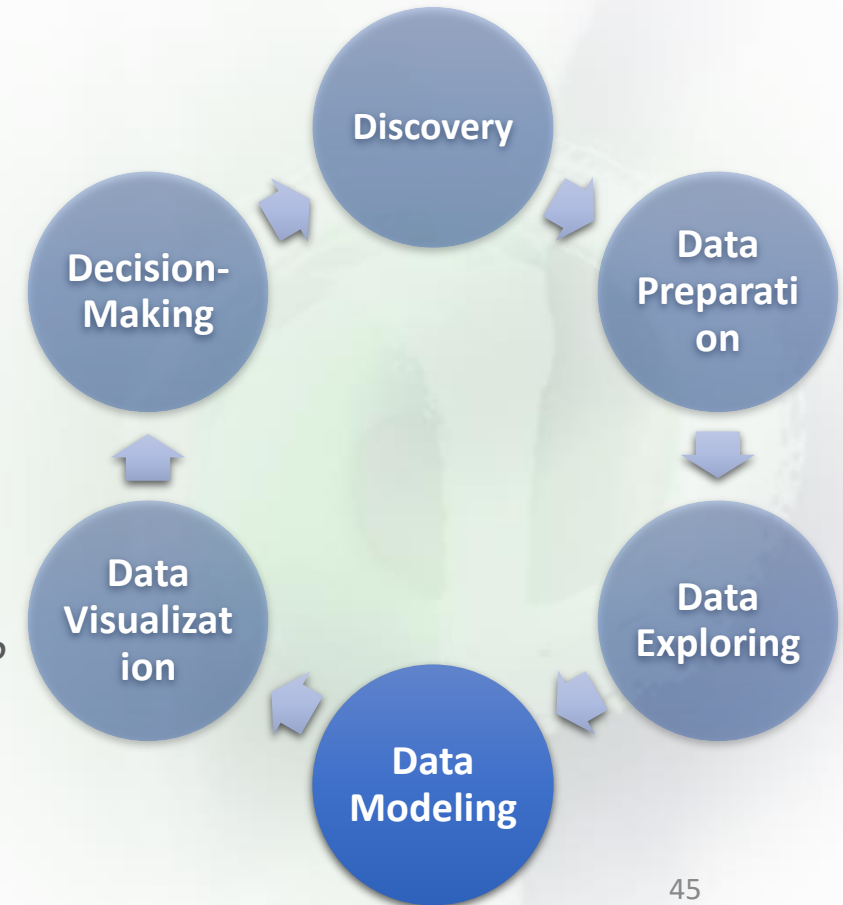 Discovery
Data
Preparati
on
Data
Exploring
Data
Modeling
Data
Visualizat
ion
Decision-
Making
45